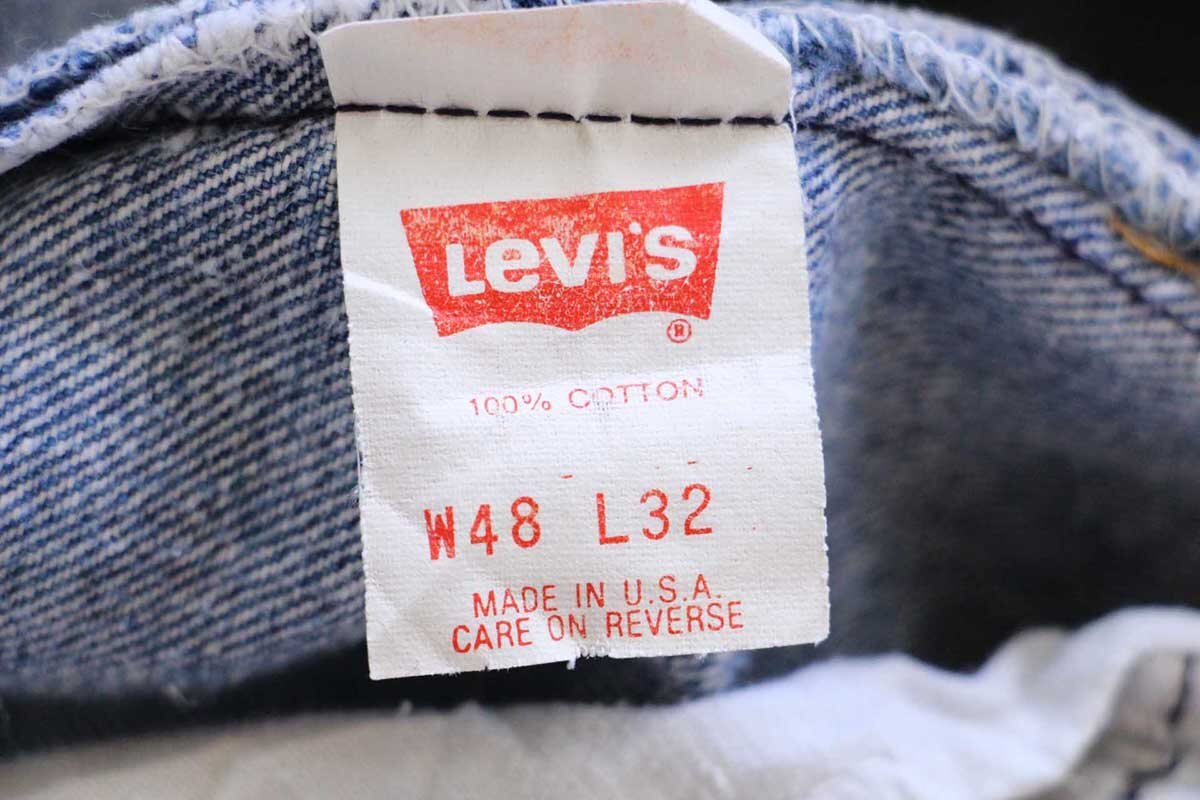 Levi's
®
100% COTTON
W48 L32
MADE IN U.S.A.
CARE ON REVERSE